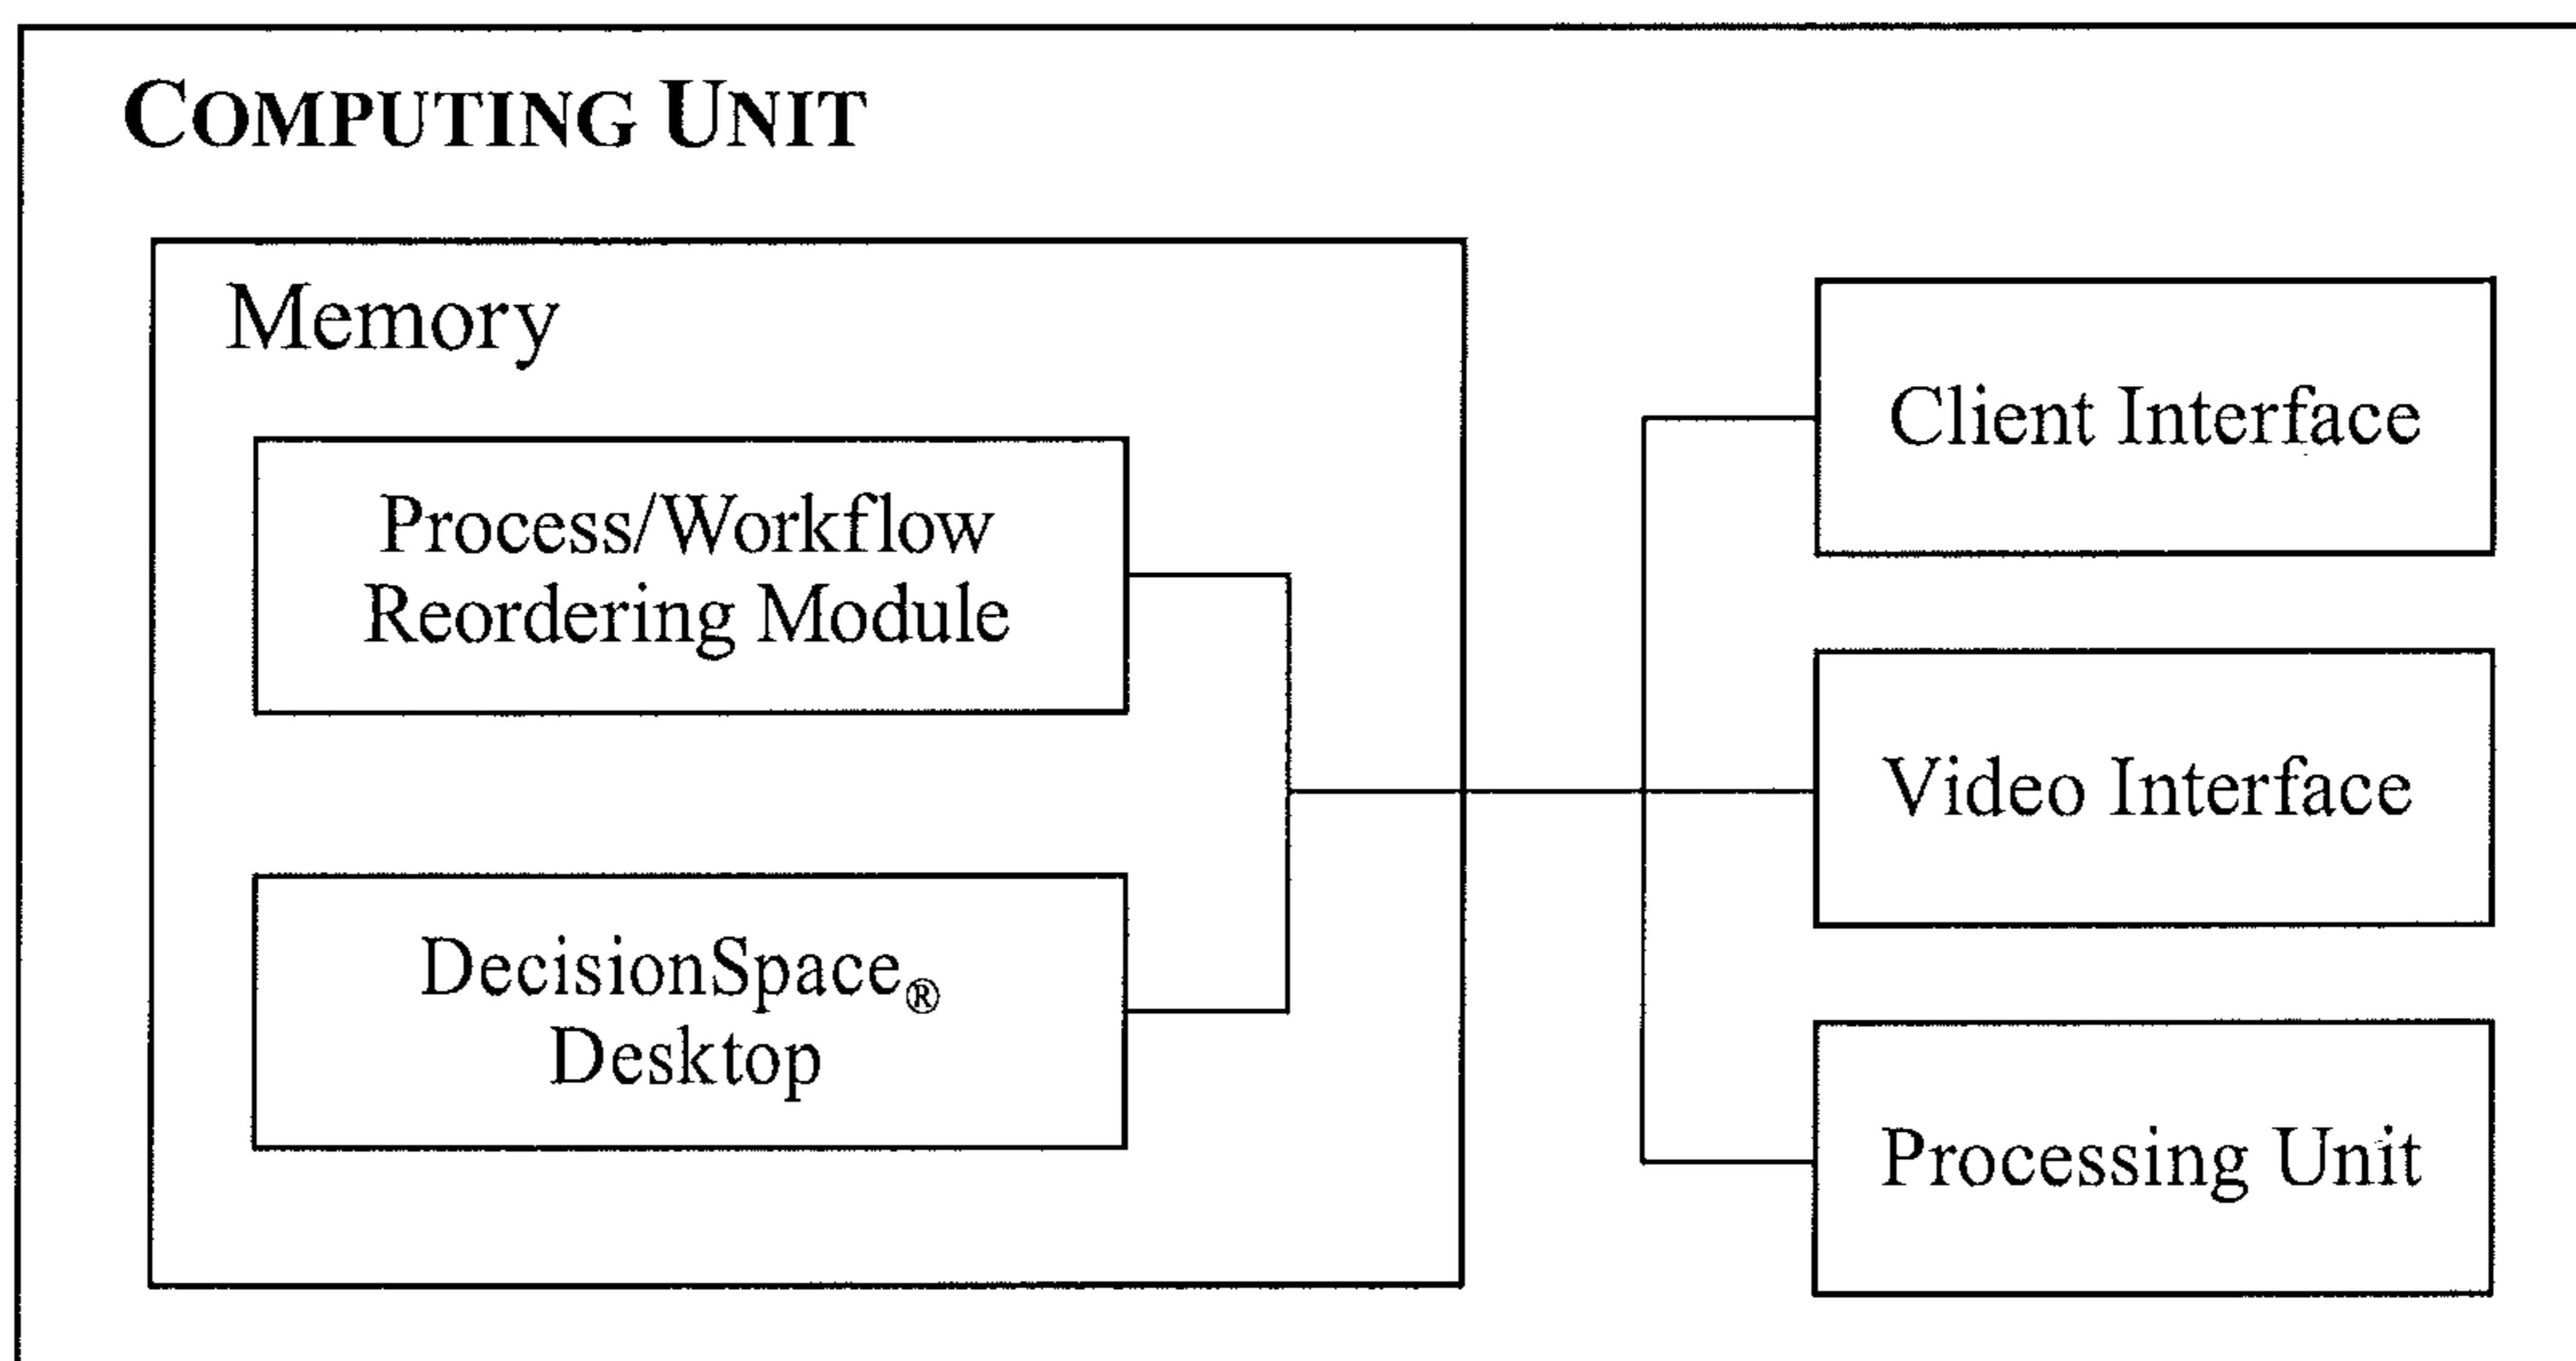 COMPUTING UNIT
Memory
Process/Workflow
Reordering Module
DecisionSpace®
Desktop
Client Interface
Video Interface
Processing Unit